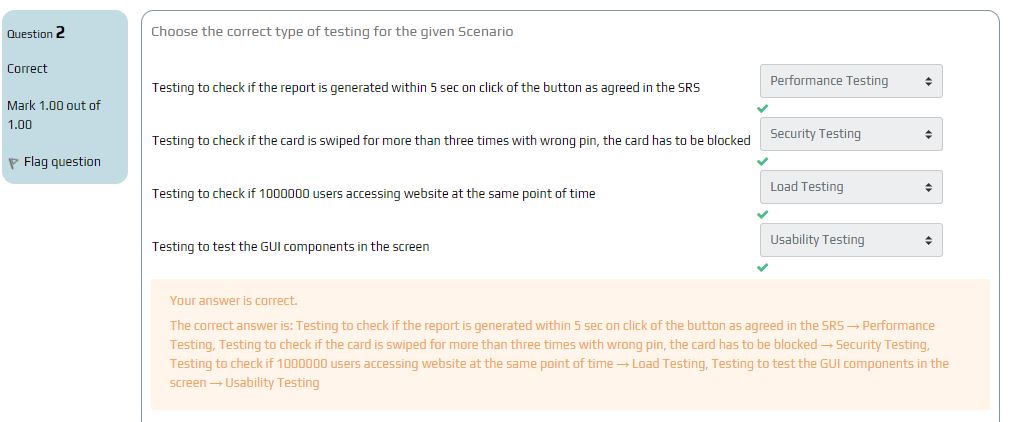 Question 2
Correct
Mark 1.00 out of
1.00
Flag question
Choose the correct type of testing for the given Scenario
Testing to check if the report is generated within 5 sec on click of the button as agreed in the SRS
Performance Testing
Testing to check if the card is swiped for more than three times with wrong pin, the card has to be blocked
Security Testing
Testing to check if 1000000 users accessing website at the same point of time
Load Testing
Testing to test the GUI components in the screen
Usability Testing
Your answer is correct.
The correct answer is: Testing to check if the report is generated within 5 sec on click of the button as agreed in the SRS → Performance
Testing, Testing to check if the card is swiped for more than three times with wrong pin, the card has to be blocked → Security Testing,
Testing to check if 1000000 users accessing website at the same point of time → Load Testing, Testing to test the GUI components in the
screen → Usability Testing